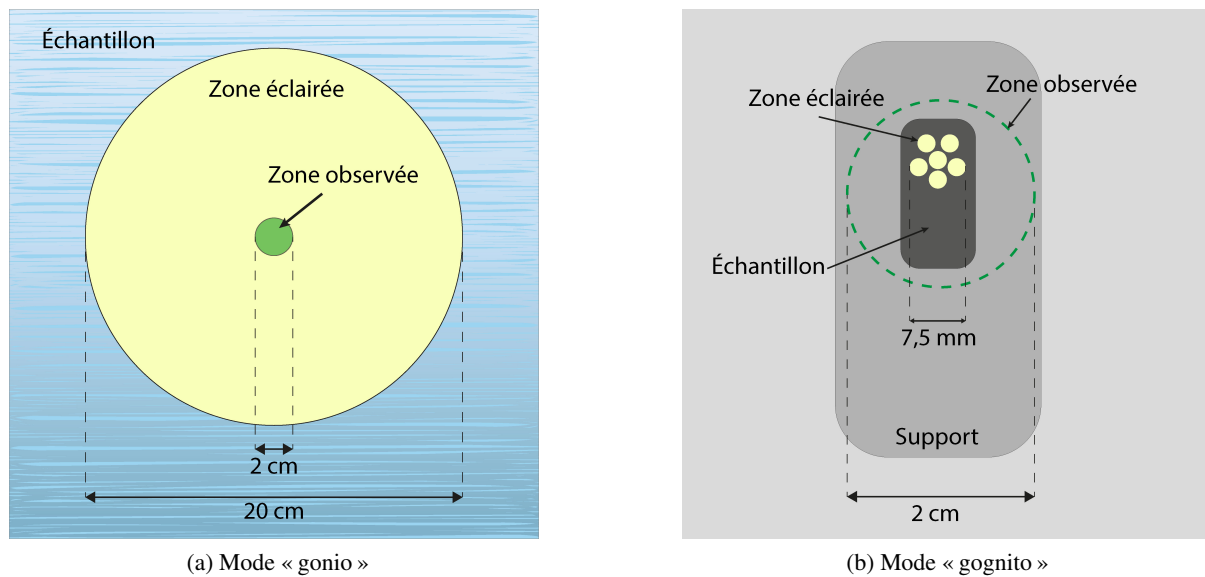 Échantillon
Zone éclairée
Zone observée
2 cm
20 cm
(a) Mode « gonio »
Zone observée
Zone éclairée
Échantillon
7,5 mm
Support
2 cm
(b) Mode « gognito »